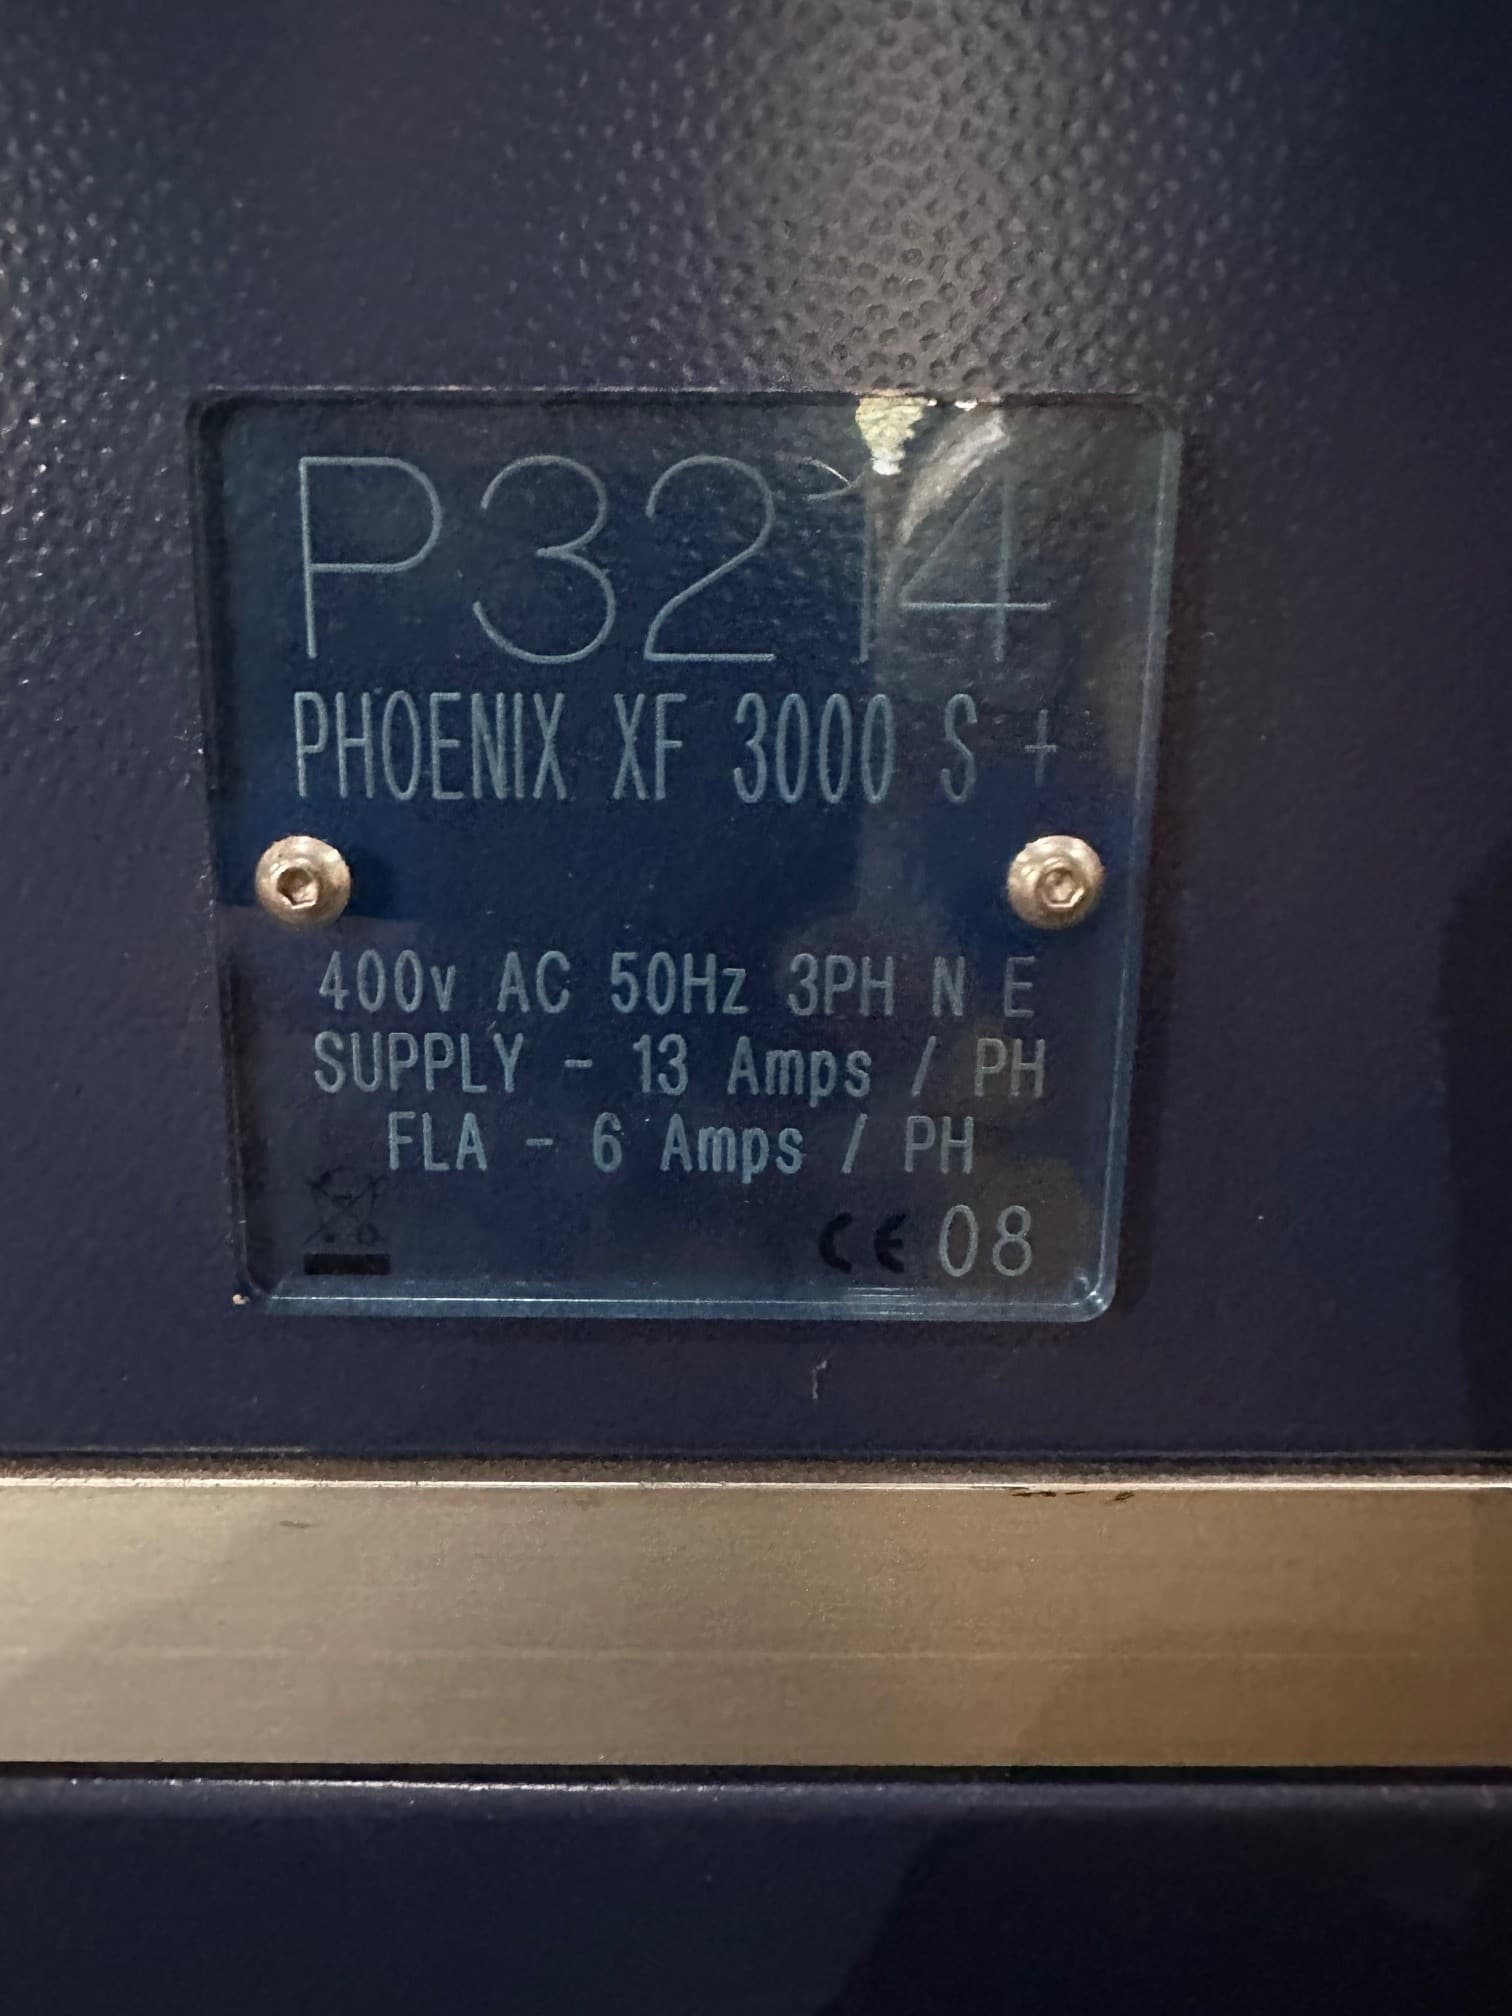 P3214
PHOENIX XF 3000 S +
400v AC 50Hz 3PH N E
SUPPLY - 13 Amps / PH
FLA - 6 Amps / PH
CE 08